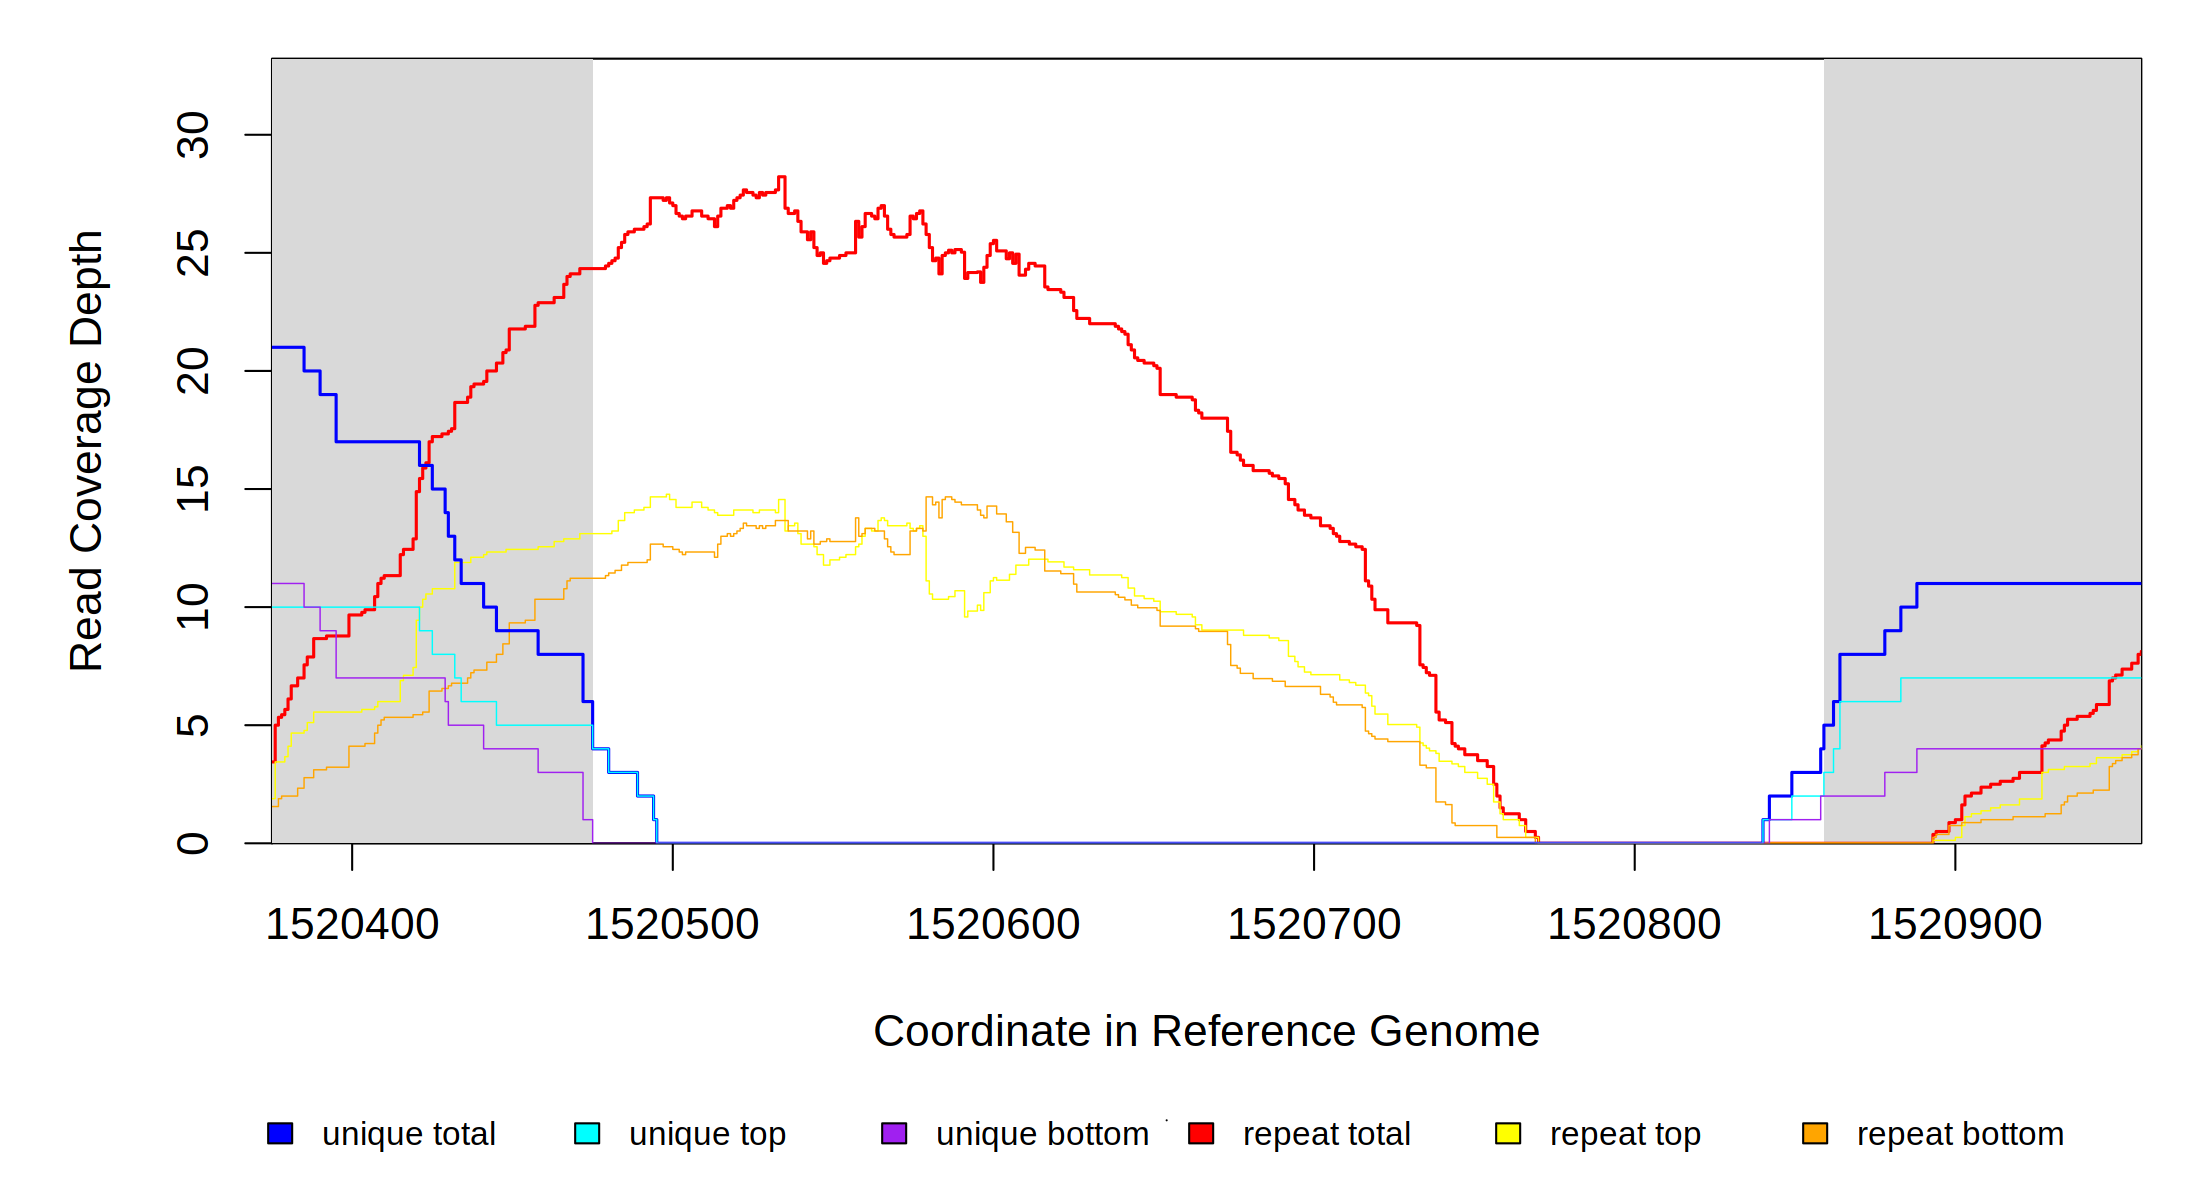 30
25
20
15
10
5
0
Read Coverage Depth
1520400 1520500 1520600 1520700 1520800 1520900
Coordinate in Reference Genome
unique total unique top unique bottom repeat total repeat top repeat bottom